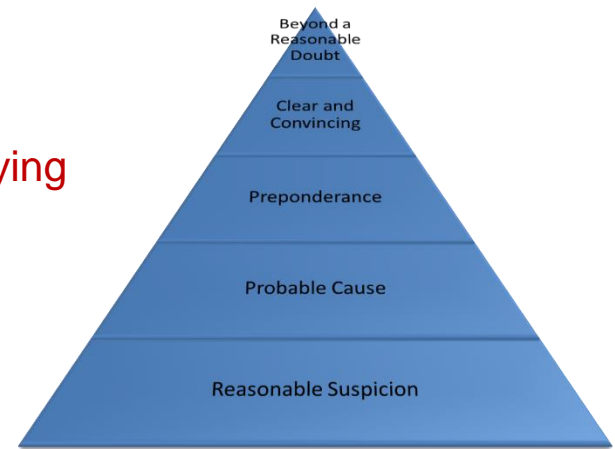 Beyond a
Reasonable
Doubt
Clear and
Convincing
ying
Preponderance
Probable Cause
Reasonable Suspicion